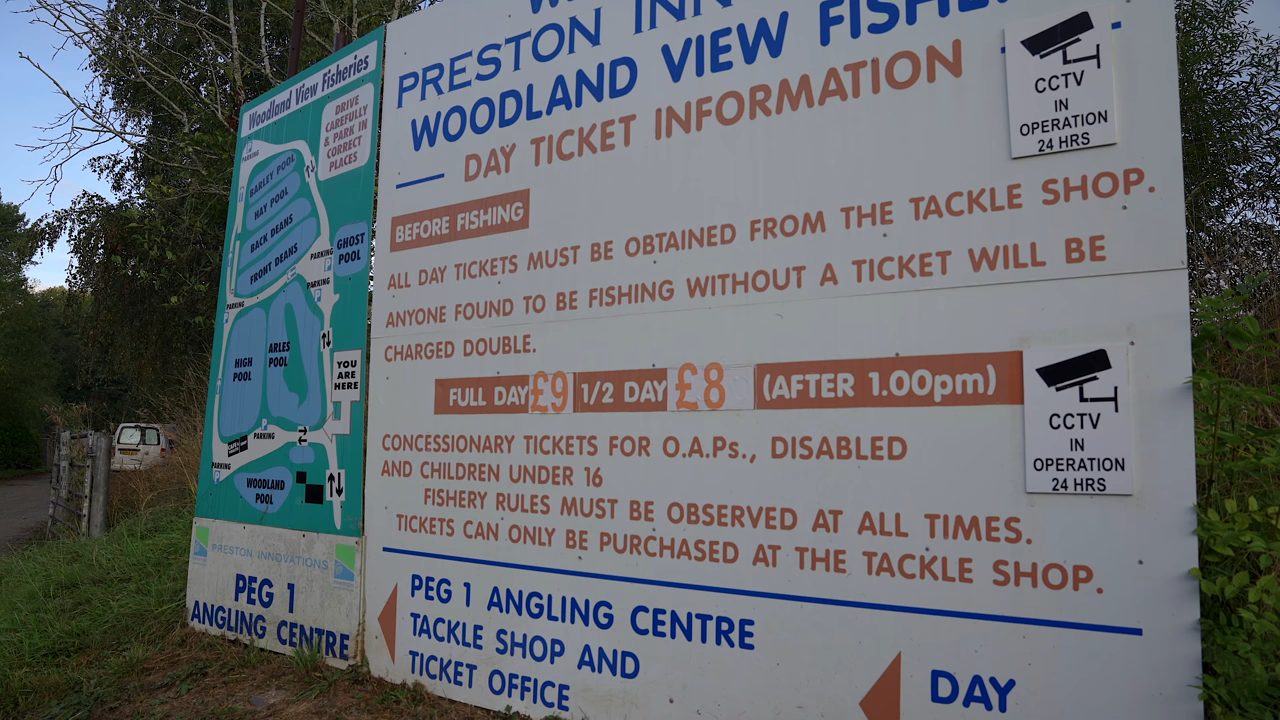 Woodland View Fisheries
DRIVE
CAREFULLY
& PARK IN
CORRECT
PLACES
PARKING
BARLEY POOL
HAY POOL
BACK DEANS
FRONT DEANS
GHOST
POOL
PARKING
P
PARKING
P
PARKING
HIGH
POOL
ARLES
POOL
YOU
ARE
HERE
PARKING
PARKING
P
WOODLAND
POOL
PRESTON INNOVATIONS
PEG 1
ANGLING CENTRE
PRESTON
WOODLAND VIEW
DAY TICKET INFORMATION
CCTV
IN
OPERATION
24 HRS
BEFORE FISHING
ALL DAY TICKETS MUST BE OBTAINED FROM THE TACKLE SHOP.
ANYONE FOUND TO BE FISHING WITHOUT A TICKET WILL BE
CHARGED DOUBLE.
FULL DAY £9 1/2 DAY £8 (AFTER 1.00pm)
CCTV
IN
OPERATION
24 HRS
CONCESSIONARY TICKETS FOR O.A.Ps., DISABLED
AND CHILDREN UNDER 16
FISHERY RULES MUST BE OBSERVED AT ALL TIMES.
TICKETS CAN ONLY BE PURCHASED AT THE TACKLE SHOP.
PEG 1 ANGLING CENTRE
TACKLE SHOP AND
TICKET OFFICE
DAY